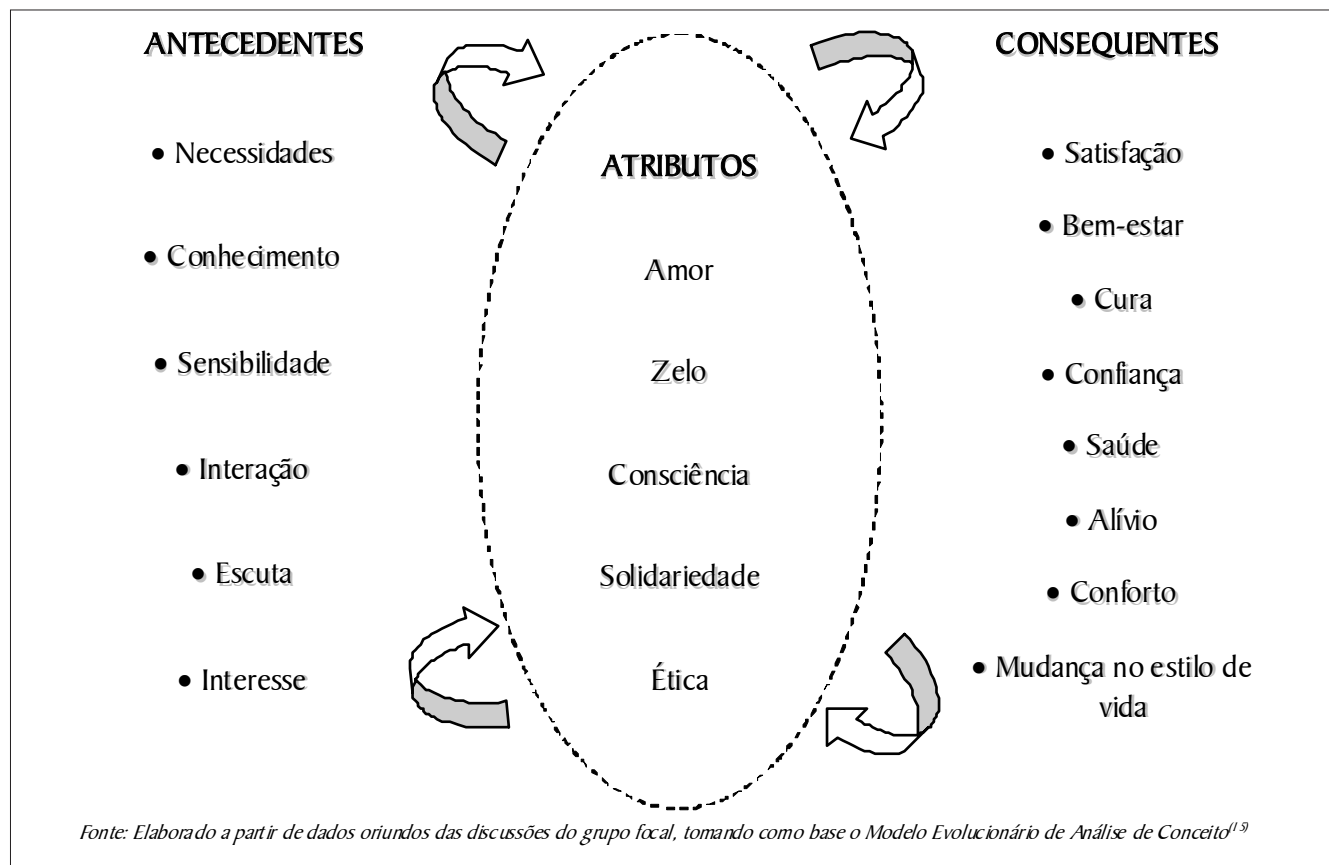 ANTECEDENTES
• Necessidades
• Conhecimento
• Sensibilidade
• Interação
• Escuta
• Interesse
ATRIBUTOS
Amor
Zelo
Consciência
Solidariedade
Ética
CONSEQUENTES
• Satisfação
• Bem-estar
• Cura
• Confiança
• Saúde
• Alívio
• Conforto
• Mudança no estilo de
vida
Fonte: Elaborado a partir de dados oriundos das discussões do grupo focal, tomando como base o Modelo Evolucionário de Análise de Conceito(15)